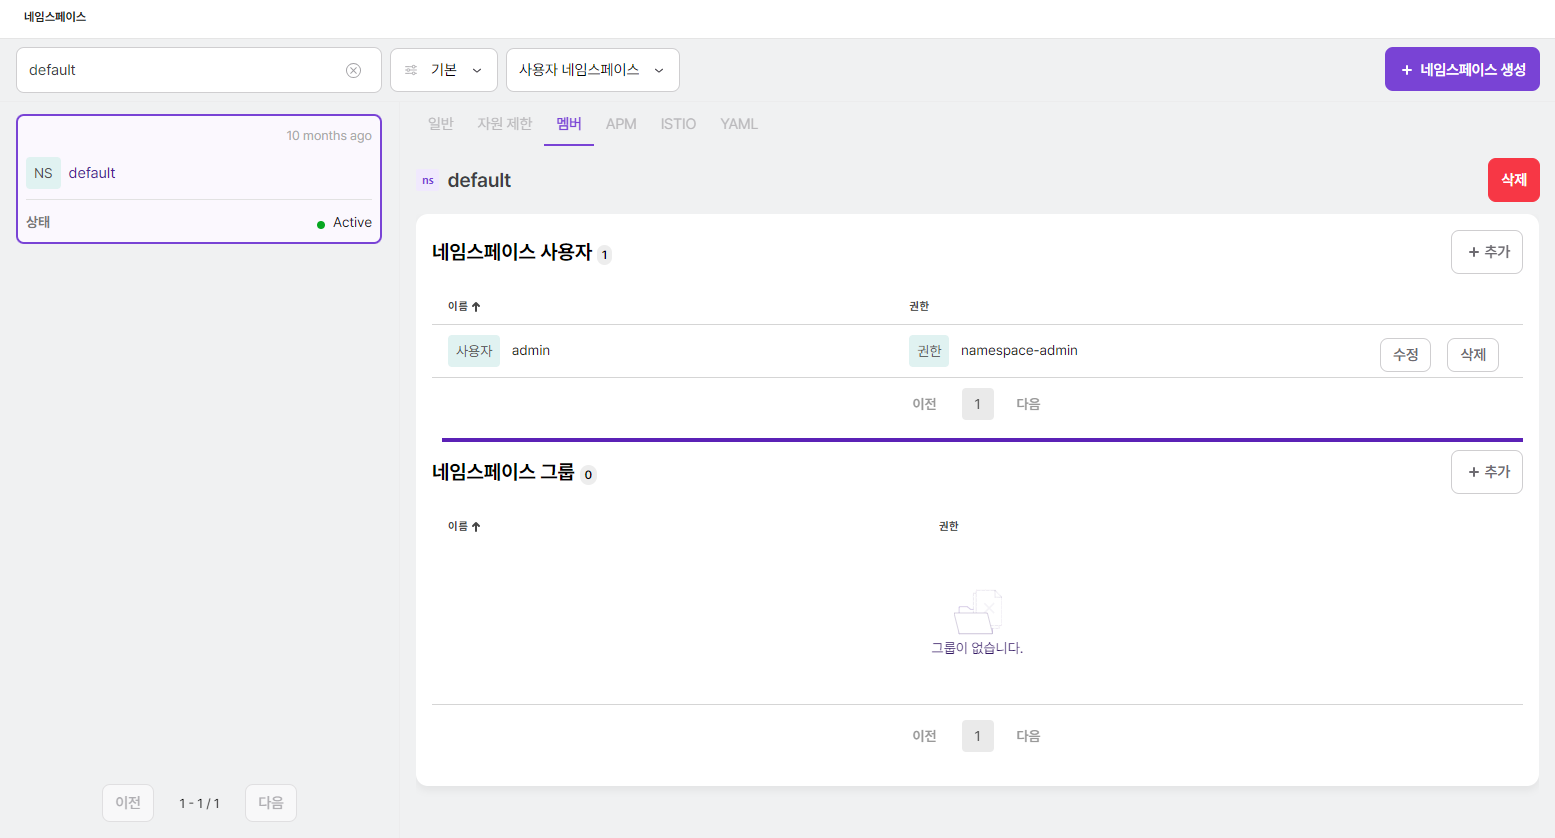 네임스페이스
default
기본
사용자 네임스페이스
+ 네임스페이스 생성
10 months ago
NS default
상태
Active
이전
1 - 1 / 1
다음
일반
자원 제한
멤버
APM
ISTIO
YAML
ns default
삭제
네임스페이스 사용자 1
+ 추가
이름
권한
사용자 admin
권한 namespace-admin
수정
삭제
이전
1
다음
네임스페이스 그룹 0
+ 추가
이름
권한
그룹이 없습니다.
이전
1
다음